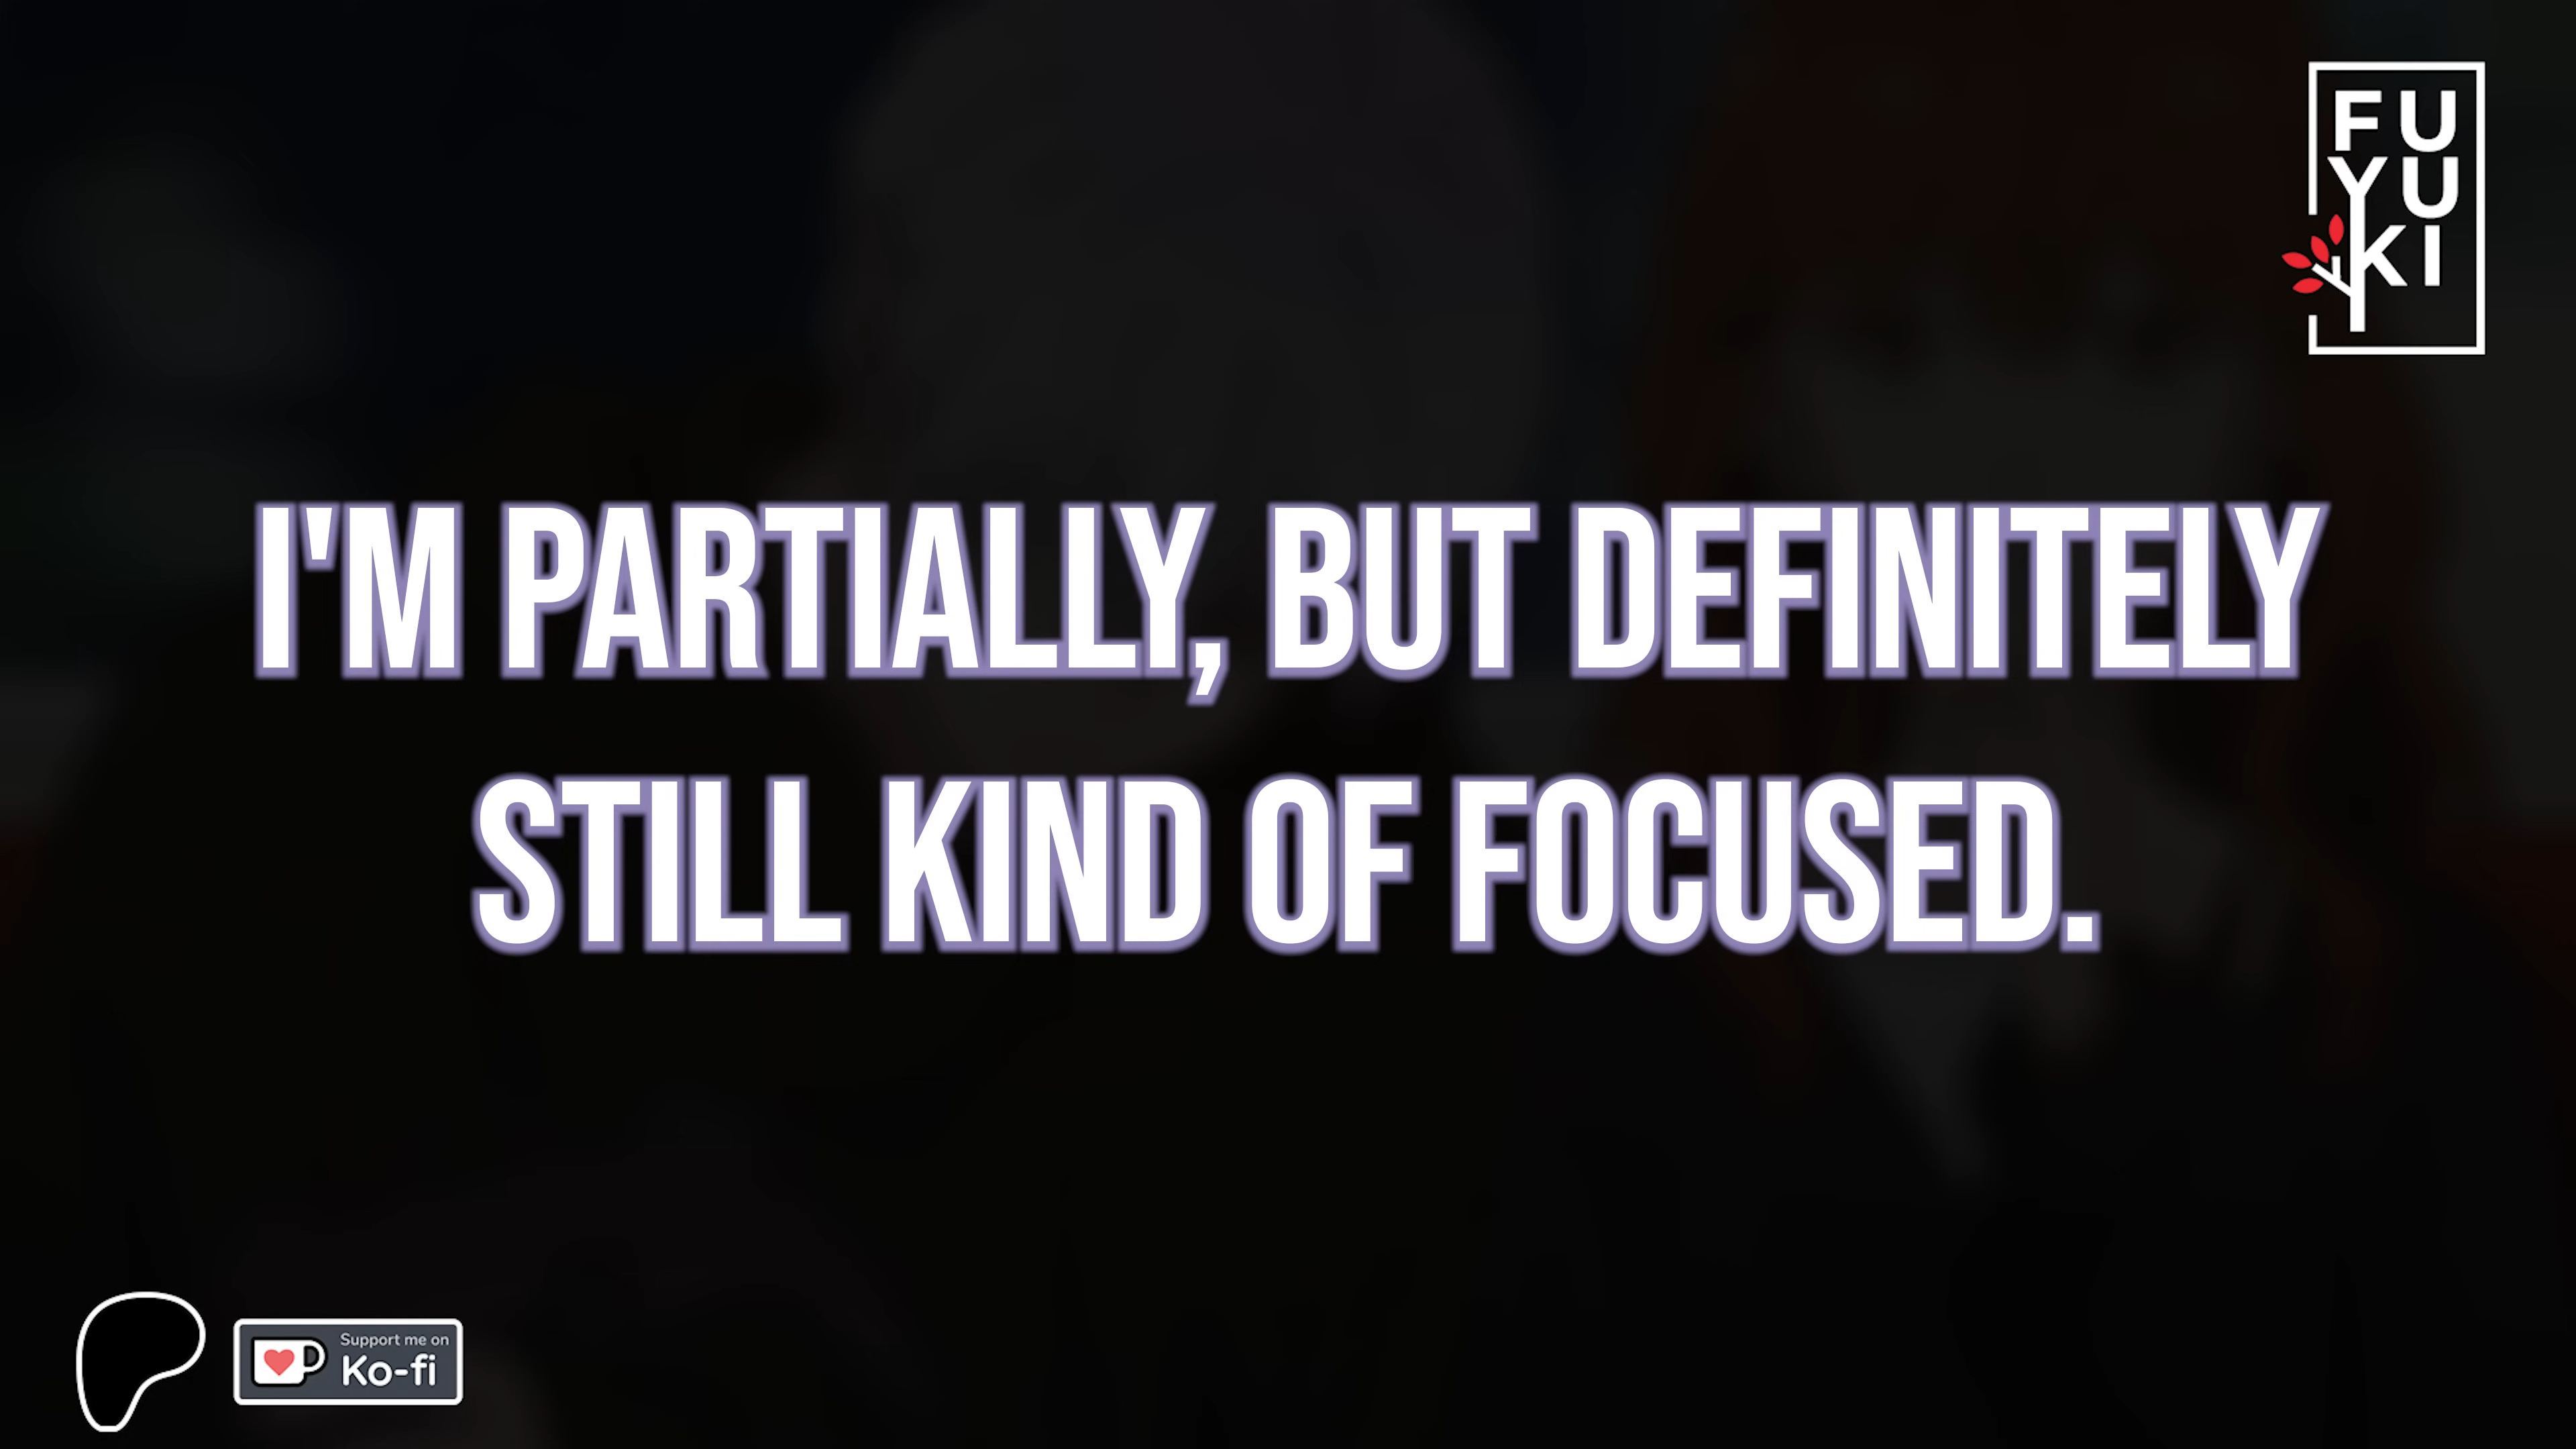 FU
YU
KI
I'M PARTIALLY, BUT DEFINITELY
STILL KIND OF FOCUSED.
Support me on
Ko-fi